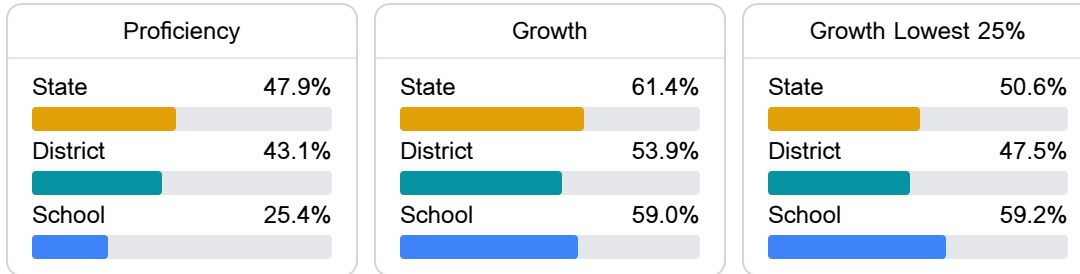 Proficiency
State 47.9%
District 43.1%
School 25.4%
Growth
State 61.4%
District 53.9%
School 59.0%
Growth Lowest 25%
State 50.6%
District 47.5%
School 59.2%